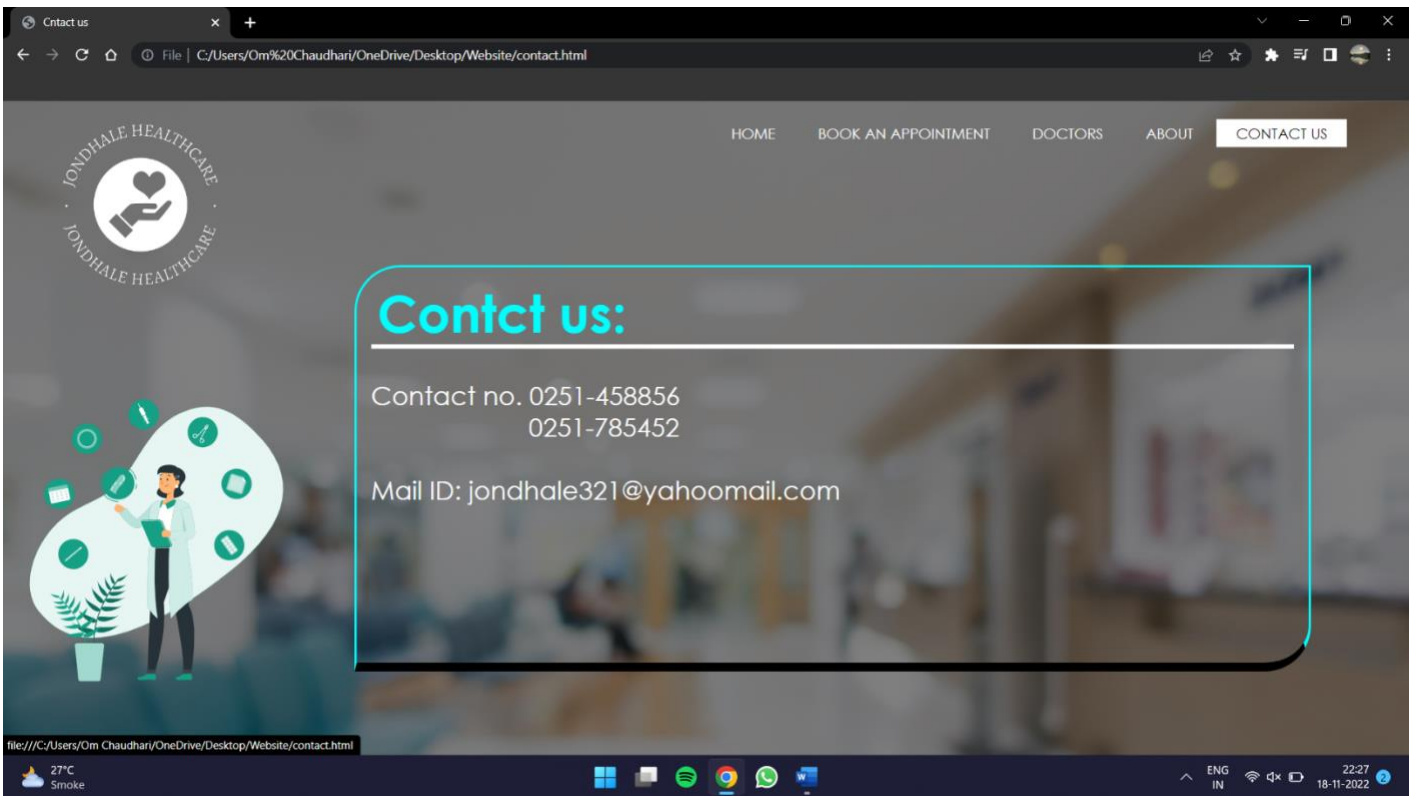 Cntact us
File | C:/Users/Om%20Chaudhari/OneDrive/Desktop/Website/contact.html
JONDHALE HEALTHCARE
· JONDHALE HEALTHCARE ·
HOME BOOK AN APPOINTMENT DOCTORS ABOUT CONTACT US
Contct us:
Contact no. 0251-458856
0251-785452
Mail ID: jondhale321@yahoomail.com
file:///C:/Users/Om Chaudhari/OneDrive/Desktop/Website/contact.html
27°C
Smoke
ENG
IN
22:27
18-11-2022
2